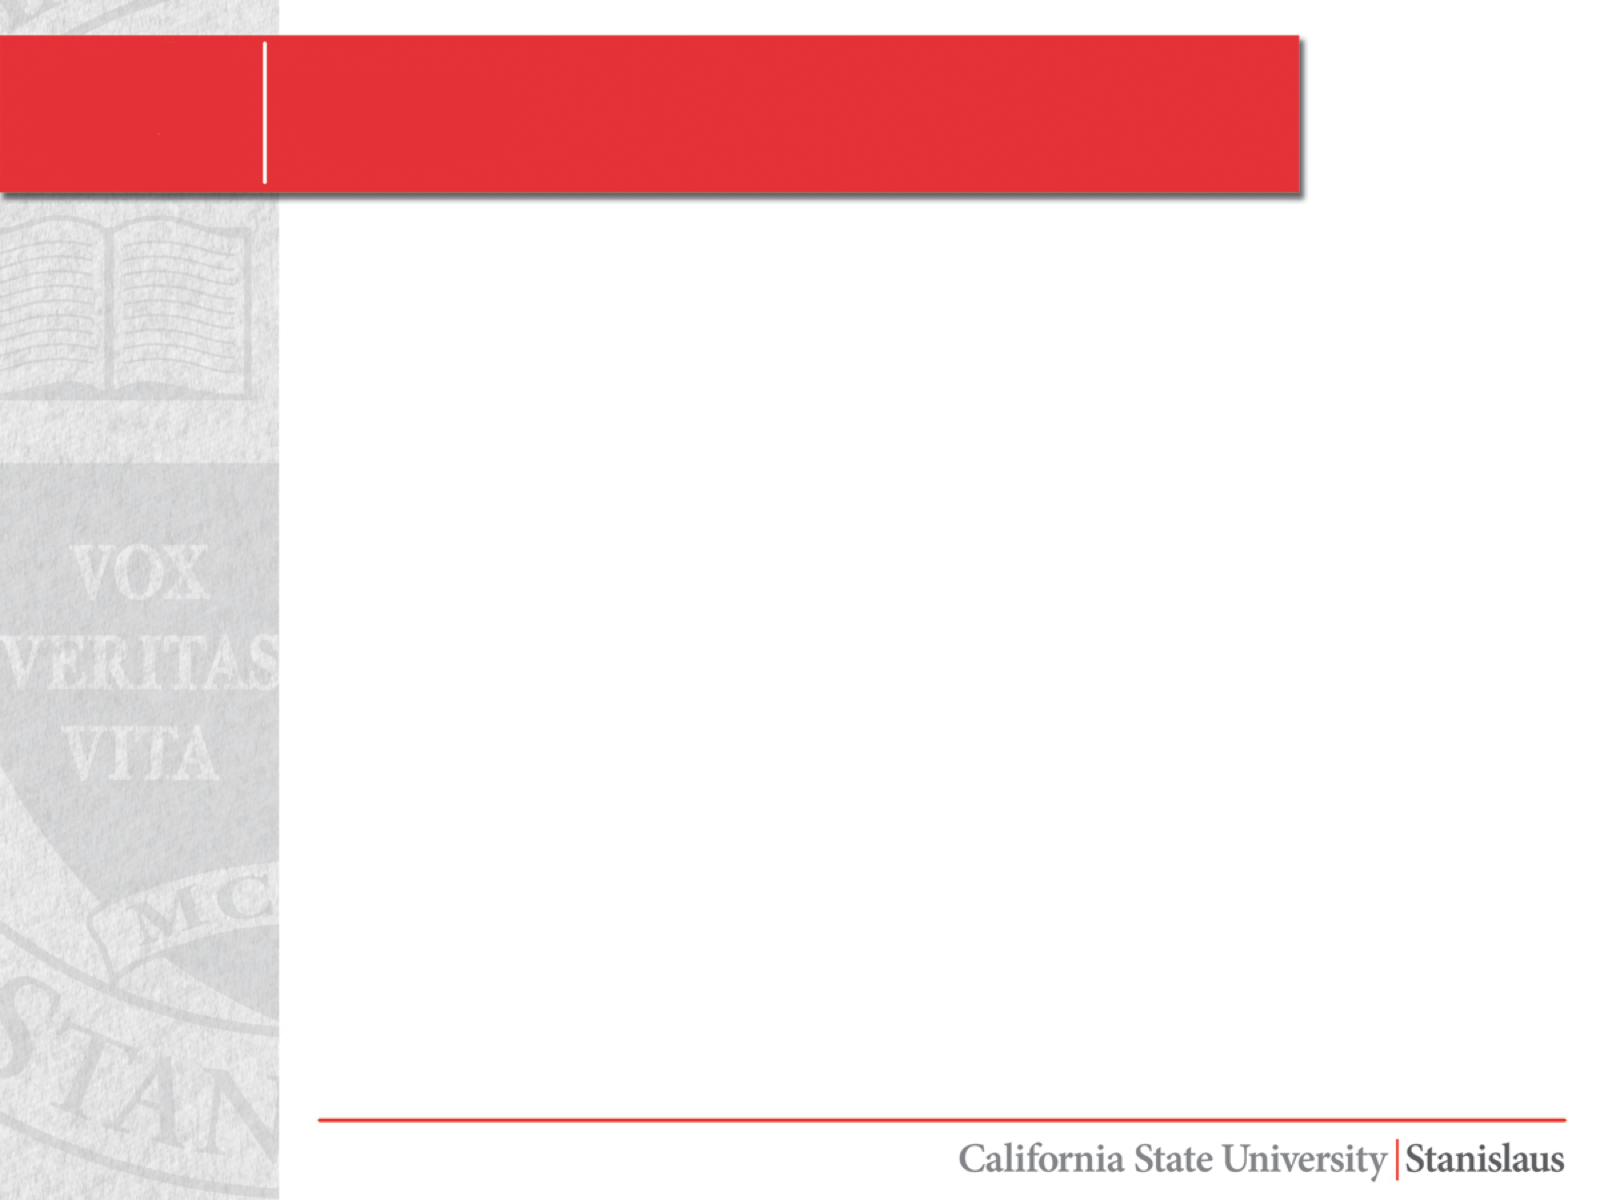 VOX
VERITAS
VITA
MC
STAN
California State University Stanislaus